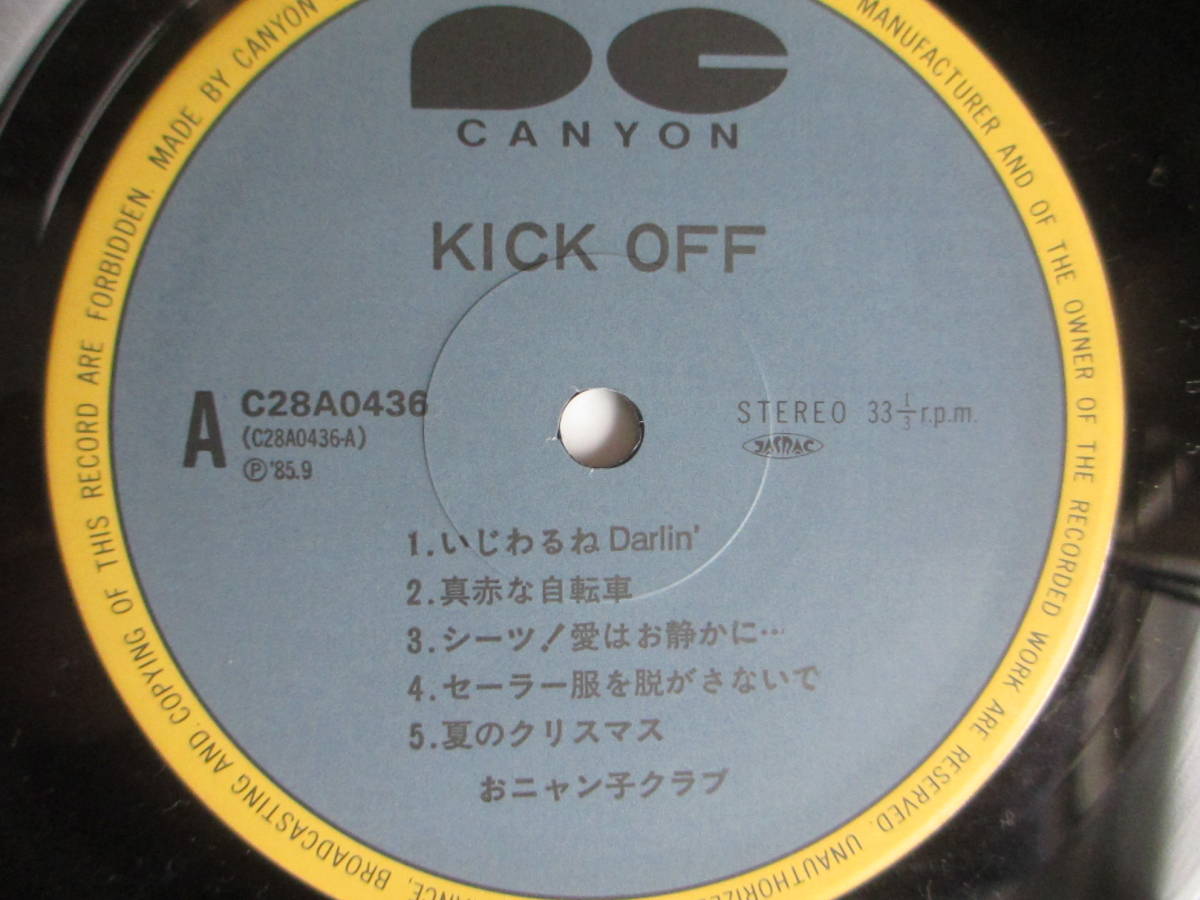 CANYON
KICK OFF
A
C28A0436
(C28A0436-A)
Ⓟ'85.9
STEREO 33 1/3 r.p.m.
JASRAC
1.いじわるね Darlin'
2.真赤な自転車
3.シーツ!愛はお静かに…
4.セーラー服を脱がさないで
5.夏のクリスマス
おニャン子クラブ
MANUFACTURER AND OF THE OWNER OF THE RECORDED WORK ARE RESERVED. UNAUTHORIZED
BROADCASTING AND COPYING OF THIS RECORD ARE FORBIDDEN. MADE BY CANYON